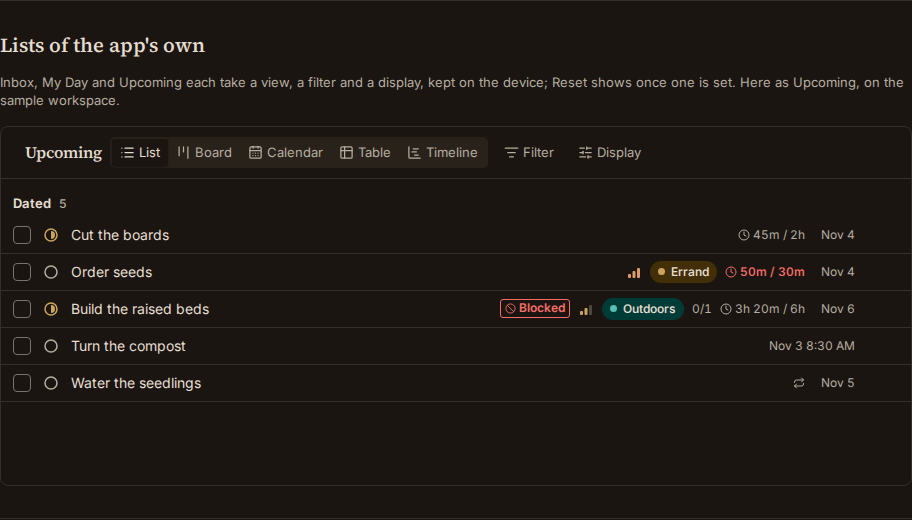 Lists of the app's own
Inbox, My Day and Upcoming each take a view, a filter and a display, kept on the device; Reset shows once one is set. Here as Upcoming, on the
sample workspace.
Upcoming List Board Calendar Table Timeline Filter Display
Dated 5
Cut the boards 45m / 2h Nov 4
Order seeds Errand 50m / 30m Nov 4
Build the raised beds Blocked Outdoors 0/1 3h 20m / 6h Nov 6
Turn the compost Nov 3 8:30 AM
Water the seedlings Nov 5